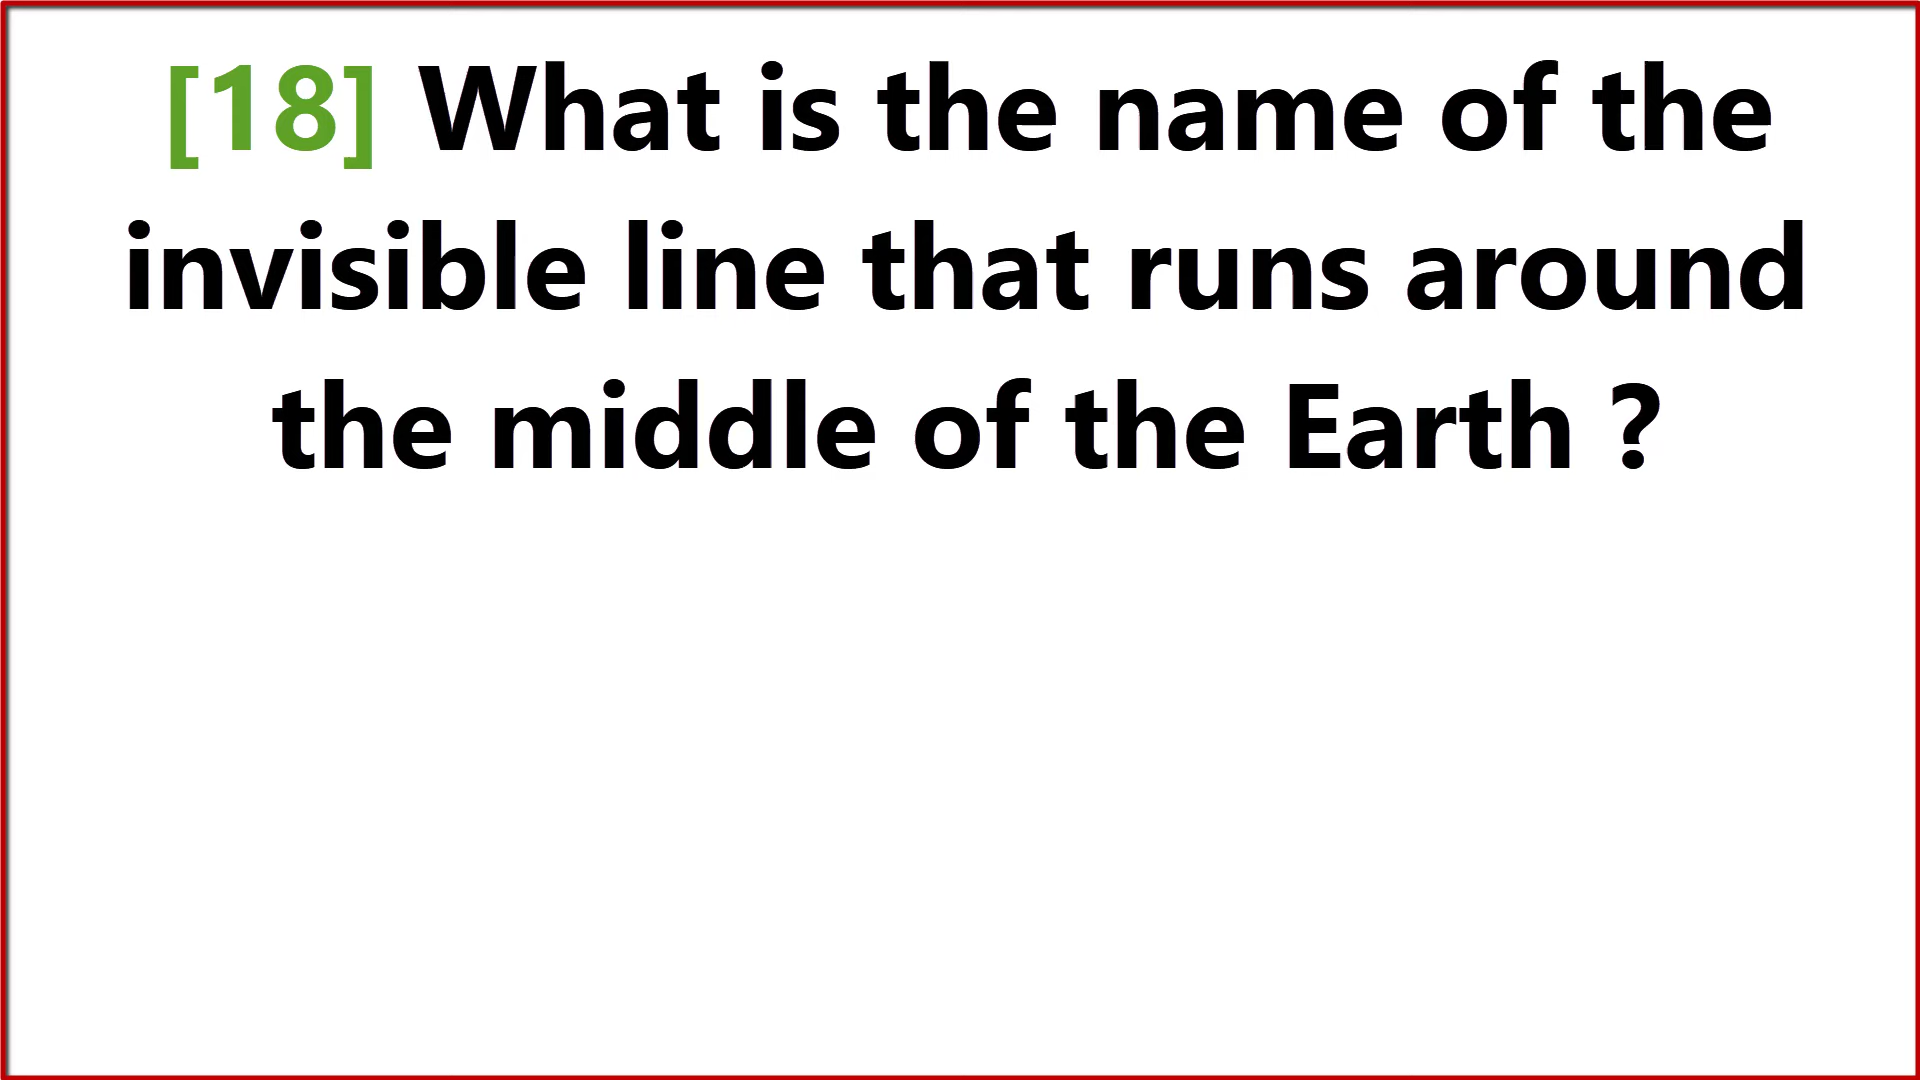 [18] What is the name of the
invisible line that runs around
the middle of the Earth ?